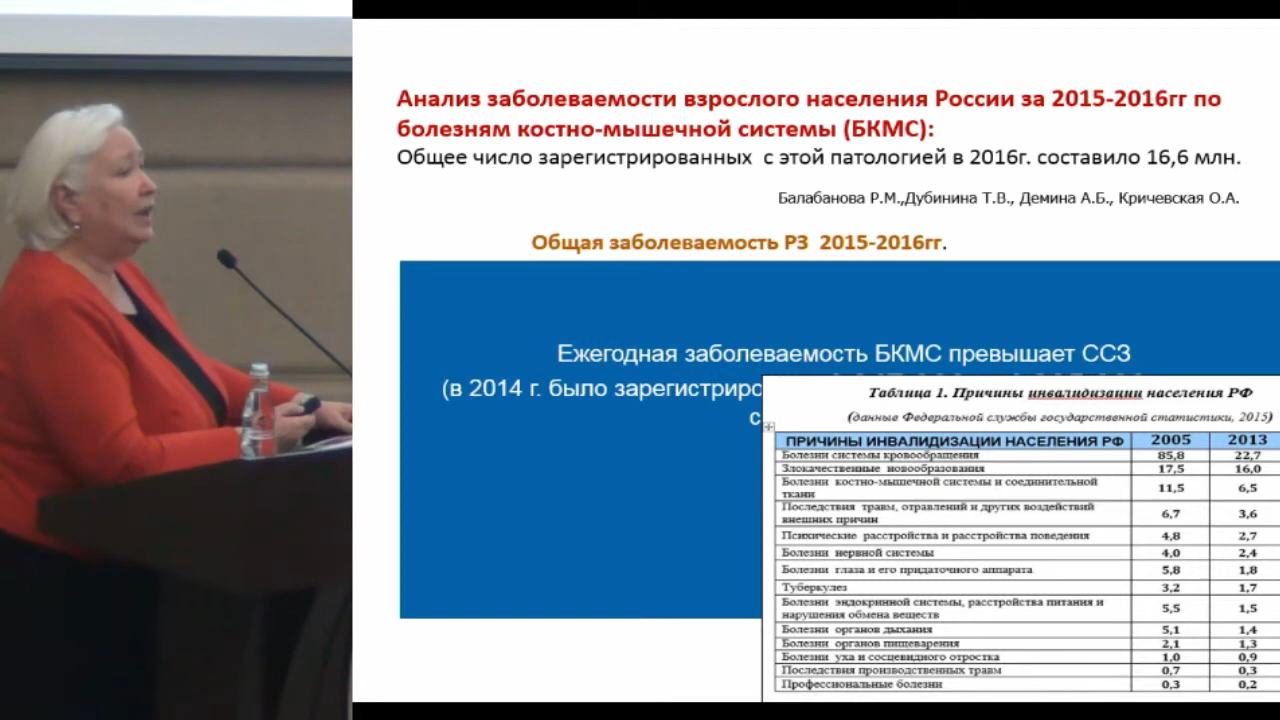 Анализ заболеваемости взрослого населения России за 2015-2016гг по
болезням костно-мышечной системы (БКМС):
Общее число зарегистрированных с этой патологией в 2016г. составило 16,6 млн.
Балабанова Р.М.,Дубинина Т.В., Демина А.Б., Кричевская О.А.
Общая заболеваемость РЗ 2015-2016гг.
Ежегодная заболеваемость БКМС превышает ССЗ
(в 2014 г. было
Таблица 1. Причины инвалидизации населения РФ
(данные Федеральной службы государственной статистики, 2015)
ПРИЧИНЫ ИНВАЛИДИЗАЦИИ НАСЕЛЕНИЯ РФ 2005 2013
Болезни системы кровообращения 85,8 22,7
Злокачественные новообразования 17,5 16,0
Болезни костно-мышечной системы и соединительной
ткани 11,5 6,5
Последствия травм, отравлений и других воздействий
внешних причин 6,7 3,6
Психические расстройства и расстройства поведения 4,8 2,7
Болезни нервной системы 4,0 2,4
Болезни глаза и его придаточного аппарата 5,8 1,8
Туберкулез 3,2 1,7
Болезни эндокринной системы, расстройства питания и
нарушения обмена веществ 5,5 1,5
Болезни органов дыхания 5,1 1,4
Болезни органов пищеварения 2,1 1,3
Болезни уха и сосцевидного отростка 1,0 0,9
Последствия производственных травм 0,7 0,3
Профессиональные болезни 0,3 0,2